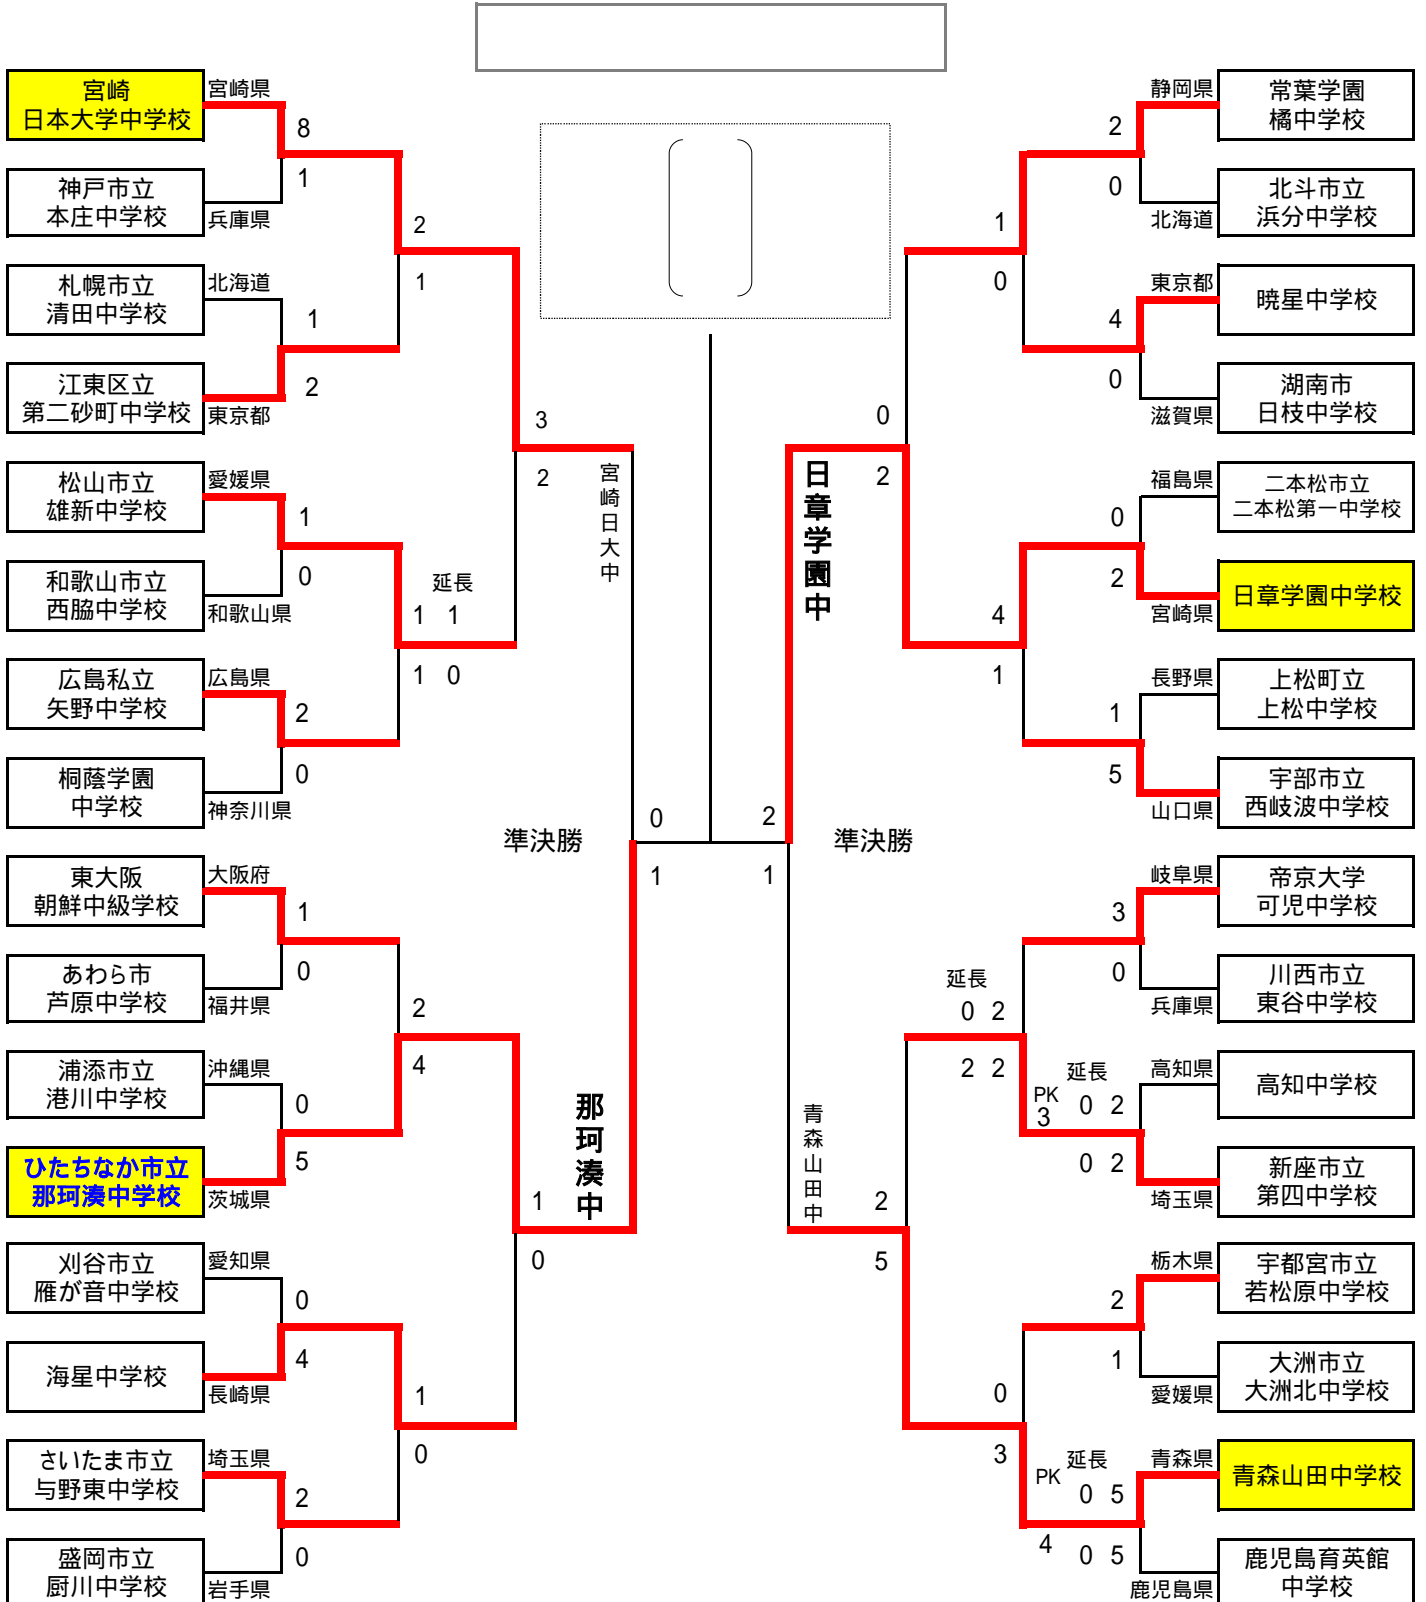 宮崎
日本大学中学校
宮崎県
8
1
神戸市立
本庄中学校
兵庫県
2
1
札幌市立
清田中学校
北海道
1
2
江東区立
第二砂町中学校
東京都
3
2
松山市立
雄新中学校
愛媛県
1
0
和歌山市立
西脇中学校
和歌山県
延長
1 1
1 0
広島私立
矢野中学校
広島県
2
0
桐蔭学園
中学校
神奈川県
宮崎日大中
準決勝
0
1
東大阪
朝鮮中級学校
大阪府
1
0
あわら市
芦原中学校
福井県
2
4
浦添市立
港川中学校
沖縄県
0
5
ひたちなか市立
那珂湊中学校
茨城県
那珂湊中
1
0
刈谷市立
雁が音中学校
愛知県
0
4
海星中学校
長崎県
1
0
さいたま市立
与野東中学校
埼玉県
2
0
盛岡市立
厨川中学校
岩手県
静岡県
常葉学園
橘中学校
2
0
北斗市立
浜分中学校
北海道
1
0
東京都
暁星中学校
4
0
湖南市
日枝中学校
滋賀県
0
2
日章学園中
福島県
二本松市立
二本松第一中学校
0
2
日章学園中学校
宮崎県
4
1
長野県
上松町立
上松中学校
1
5
宇部市立
西岐波中学校
山口県
2
1
準決勝
岐阜県
帝京大学
可児中学校
3
0
川西市立
東谷中学校
兵庫県
延長
0 2
2 2
高知県
高知中学校
延長
PK
3
0 2
0 2
新座市立
第四中学校
埼玉県
青森山田中
2
5
栃木県
宇都宮市立
若松原中学校
2
1
大洲市立
大洲北中学校
愛媛県
0
3
青森県
青森山田中学校
延長
PK
0 5
4
0 5
鹿児島育英館
中学校
鹿児島県